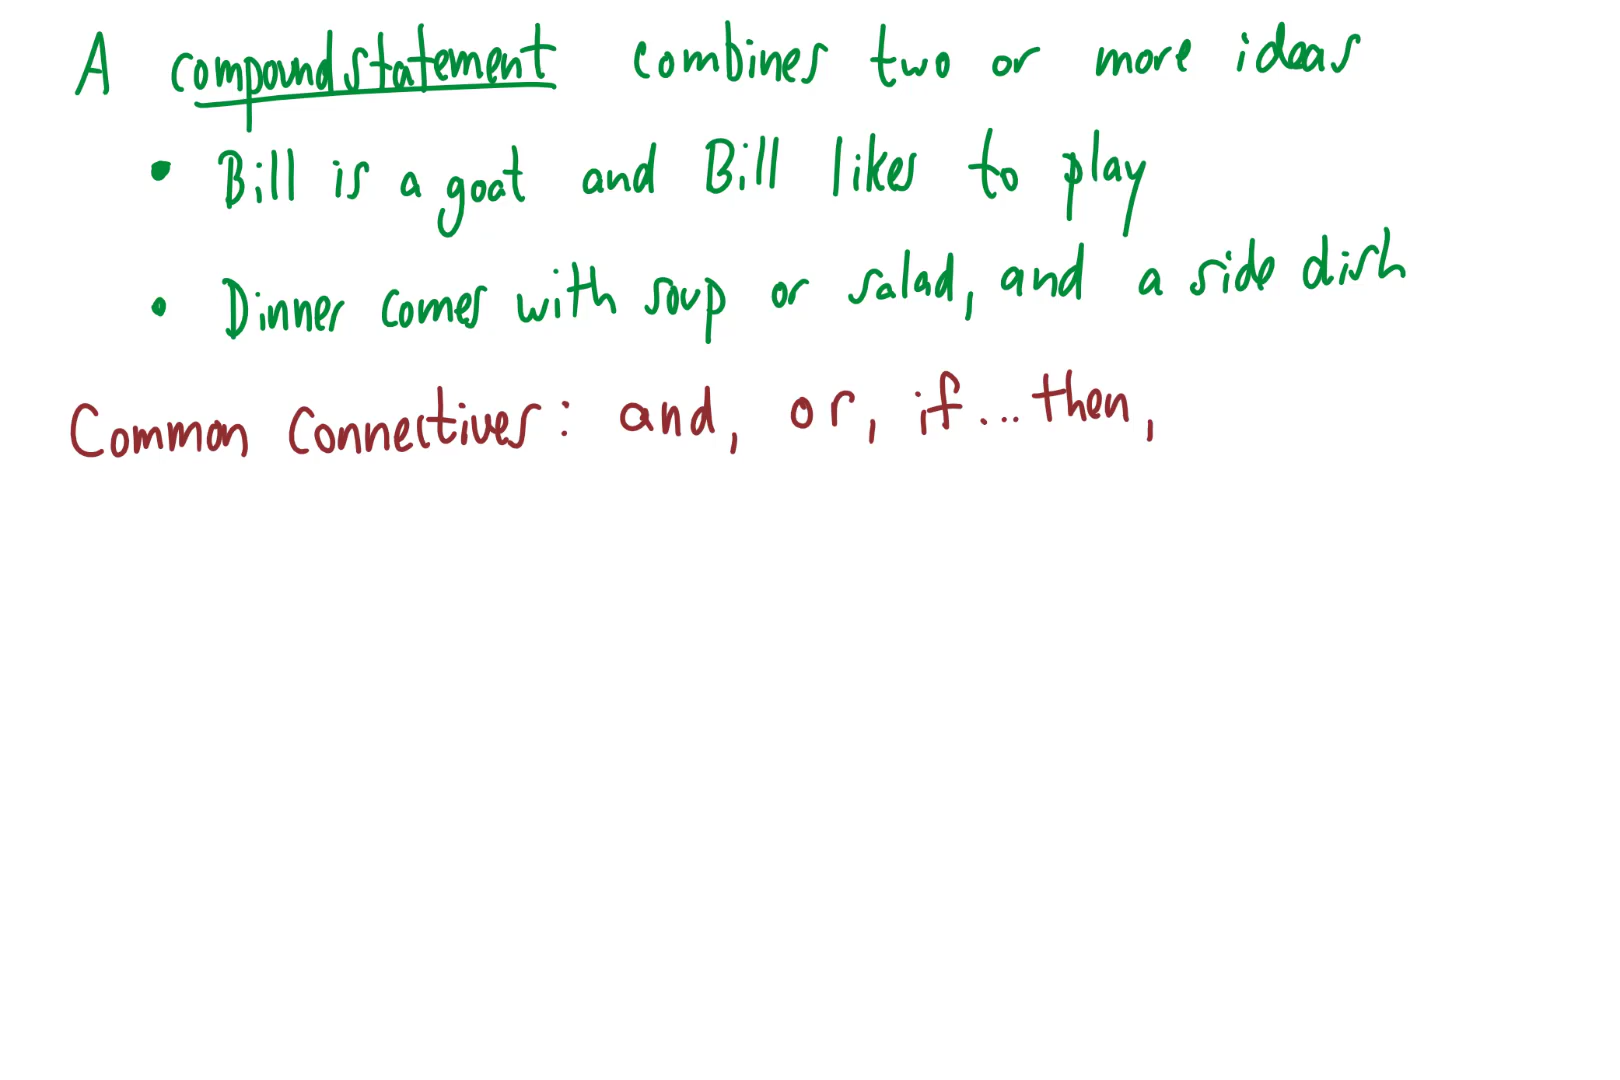 A compound statement combines two or more ideas
• Bill is a goat and Bill likes to play
• Dinner comes with soup or salad, and a side dish
Common Connectives: and, or, if...then,